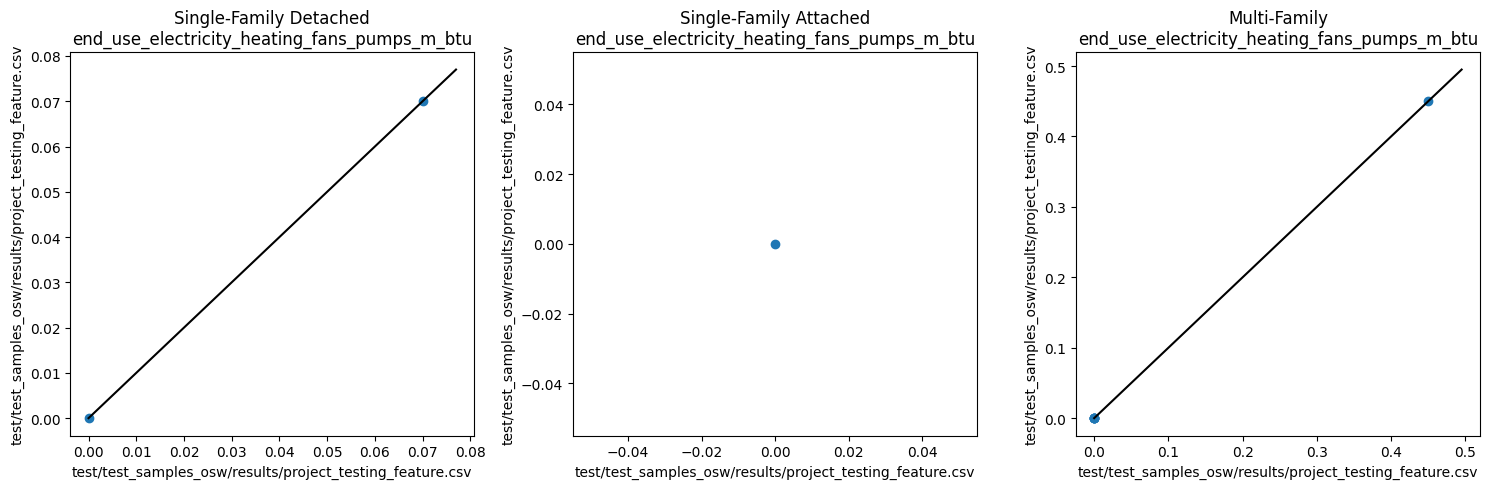 Single-Family Detached
end_use_electricity_heating_fans_pumps_m_btu
test/test_samples_osw/results/project_testing_feature.csv
0.08
0.07
0.06
0.05
0.04
0.03
0.02
0.01
0.00
0.00 0.01 0.02 0.03 0.04 0.05 0.06 0.07 0.08
test/test_samples_osw/results/project_testing_feature.csv
Single-Family Attached
end_use_electricity_heating_fans_pumps_m_btu
test/test_samples_osw/results/project_testing_feature.csv
0.04
0.02
0.00
−0.02
−0.04
−0.04 −0.02 0.00 0.02 0.04
test/test_samples_osw/results/project_testing_feature.csv
Multi-Family
end_use_electricity_heating_fans_pumps_m_btu
test/test_samples_osw/results/project_testing_feature.csv
0.5
0.4
0.3
0.2
0.1
0.0
0.0 0.1 0.2 0.3 0.4 0.5
test/test_samples_osw/results/project_testing_feature.csv